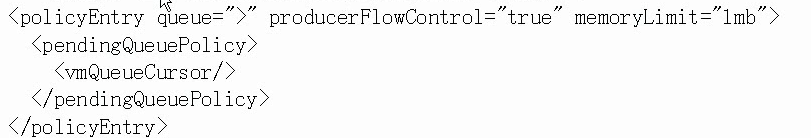 <policyEntry queue=">" producerFlowControl="true" memoryLimit="1mb">
  <pendingQueuePolicy>
    <vmQueueCursor/>
  </pendingQueuePolicy>
</policyEntry>